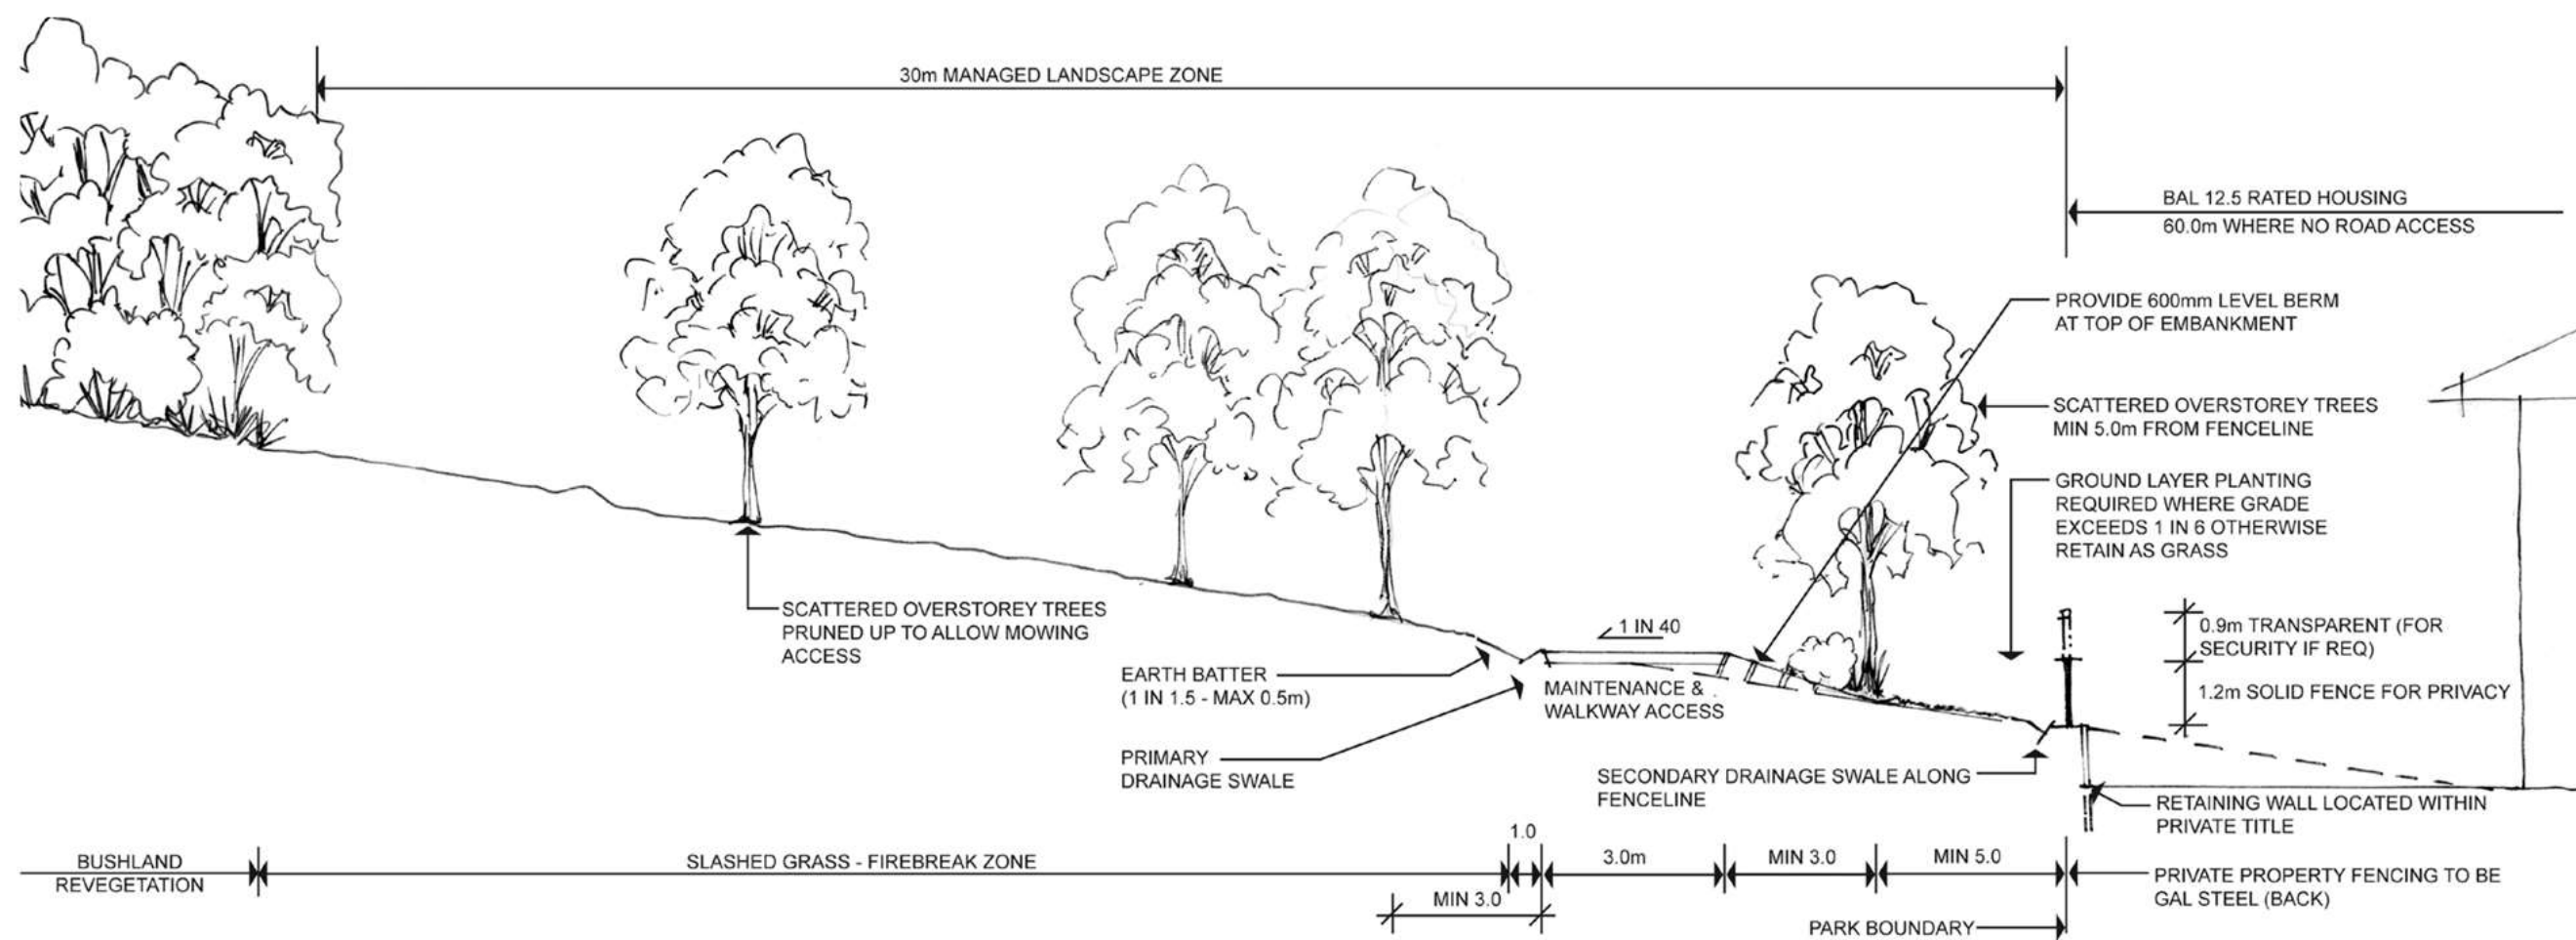 30m MANAGED LANDSCAPE ZONE
BAL 12.5 RATED HOUSING
60.0m WHERE NO ROAD ACCESS
PROVIDE 600mm LEVEL BERM
AT TOP OF EMBANKMENT
SCATTERED OVERSTOREY TREES
MIN 5.0m FROM FENCELINE
GROUND LAYER PLANTING
REQUIRED WHERE GRADE
EXCEEDS 1 IN 6 OTHERWISE
RETAIN AS GRASS
SCATTERED OVERSTOREY TREES
PRUNED UP TO ALLOW MOWING
ACCESS
1 IN 40
0.9m TRANSPARENT (FOR
SECURITY IF REQ)
1.2m SOLID FENCE FOR PRIVACY
EARTH BATTER
(1 IN 1.5 - MAX 0.5m)
MAINTENANCE &
WALKWAY ACCESS
PRIMARY
DRAINAGE SWALE
SECONDARY DRAINAGE SWALE ALONG
FENCELINE
RETAINING WALL LOCATED WITHIN
PRIVATE TITLE
BUSHLAND
REVEGETATION
SLASHED GRASS - FIREBREAK ZONE
1.0
3.0m
MIN 3.0
MIN 5.0
PRIVATE PROPERTY FENCING TO BE
GAL STEEL (BACK)
MIN 3.0
PARK BOUNDARY